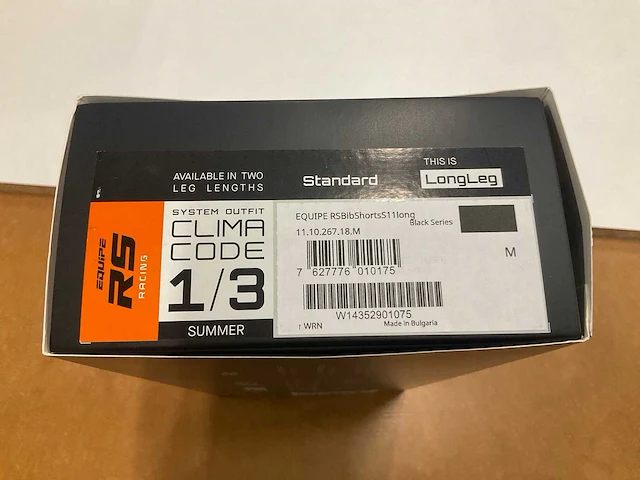 AVAILABLE IN TWO
LEG LENGTHS
Standard
THIS IS
LongLeg
EQUIPE
RS
RACING
SYSTEM OUTFIT
CLIMA
CODE
1/3
SUMMER
EQUIPE RSBibShortsS11long
Black Series
11.10.267.18.M
M
7 627776 010175
W14352901075
↑ WRN
Made in Bulgaria